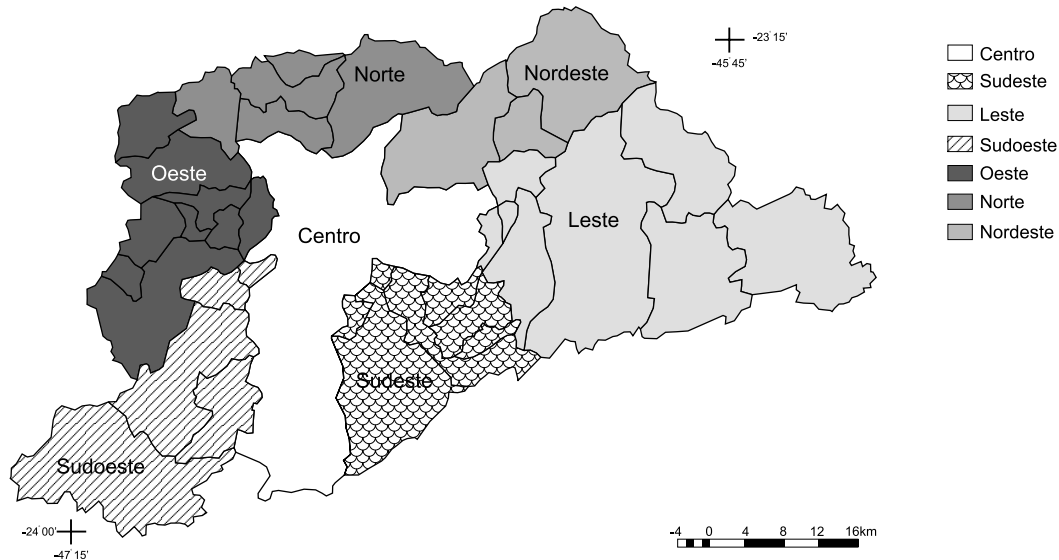 Norte
Nordeste
Oeste
Centro
Leste
Sudeste
Sudoeste
-23°15'
-45°45'
Centro
Sudeste
Leste
Sudoeste
Oeste
Norte
Nordeste
-24°00'
-47°15'
-4 0 4 8 12 16km